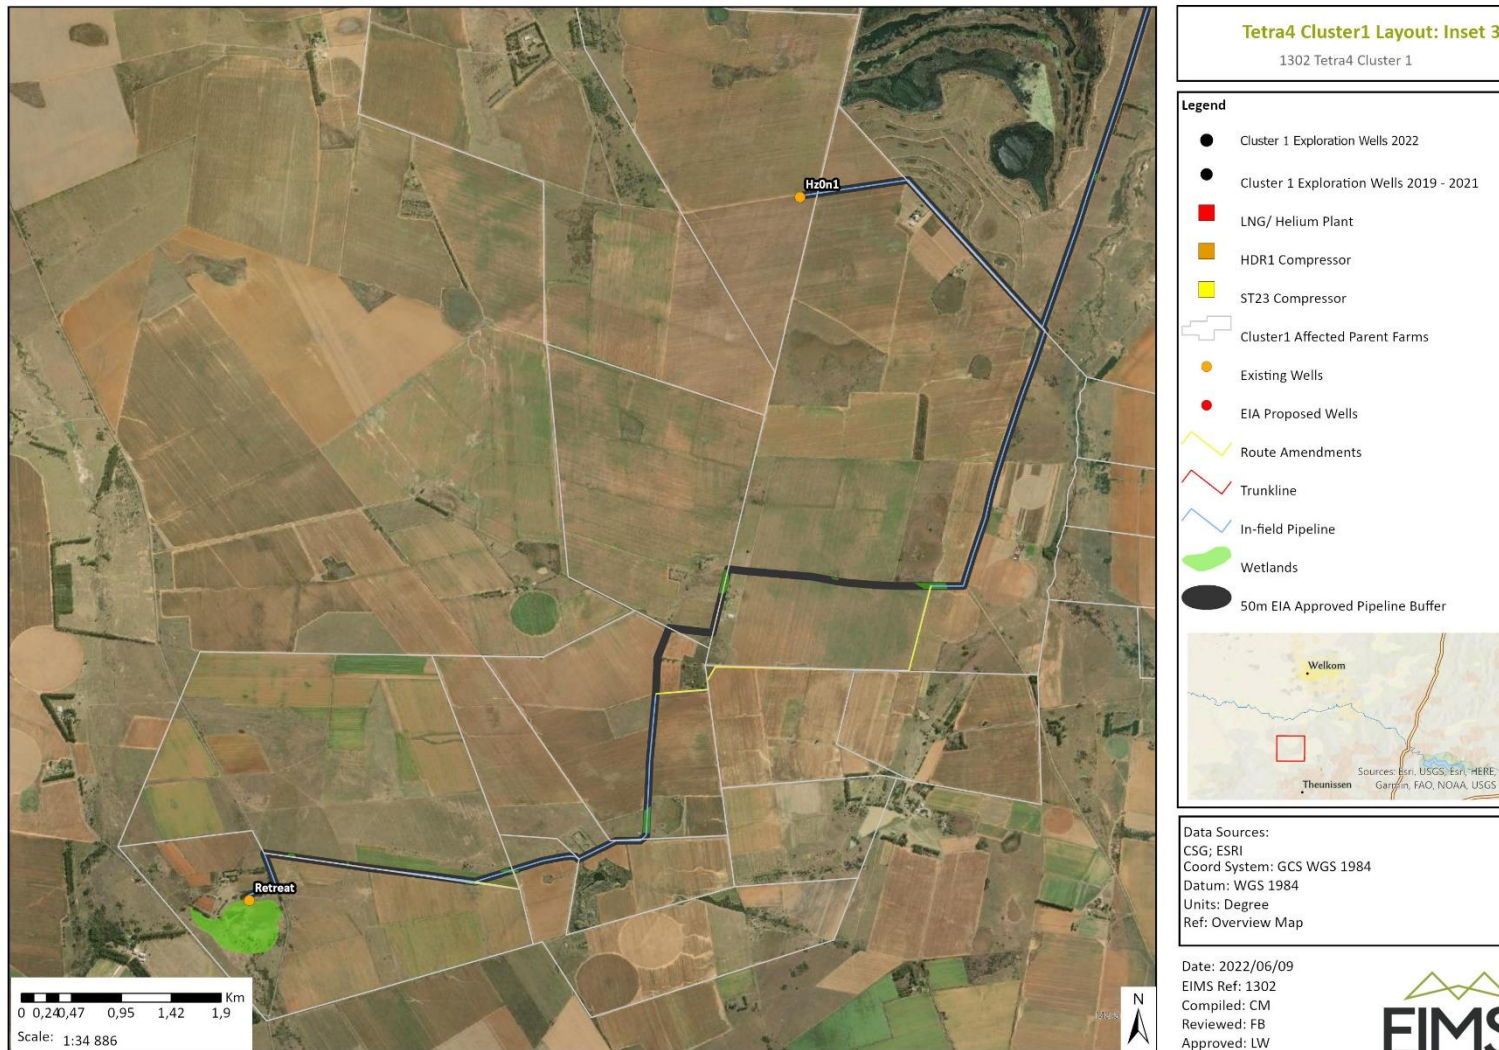 Tetra4 Cluster1 Layout: Inset 3
1302 Tetra4 Cluster 1
Legend
Cluster 1 Exploration Wells 2022
Cluster 1 Exploration Wells 2019 - 2021
LNG/ Helium Plant
HDR1 Compressor
ST23 Compressor
Cluster1 Affected Parent Farms
Existing Wells
EIA Proposed Wells
Route Amendments
Trunkline
In-field Pipeline
Wetlands
50m EIA Approved Pipeline Buffer
Welkom
Theunissen
Sources: Esri, USGS, Esri, HERE,
Garmin, FAO, NOAA, USGS
Data Sources:
CSG; ESRI
Coord System: GCS WGS 1984
Datum: WGS 1984
Units: Degree
Ref: Overview Map
Date: 2022/06/09
EIMS Ref: 1302
Compiled: CM
Reviewed: FB
Approved: LW
EIMS
Hz0n1
Retreat
Km
0 0,24 0,47 0,95 1,42 1,9
Scale: 1:34 886
N